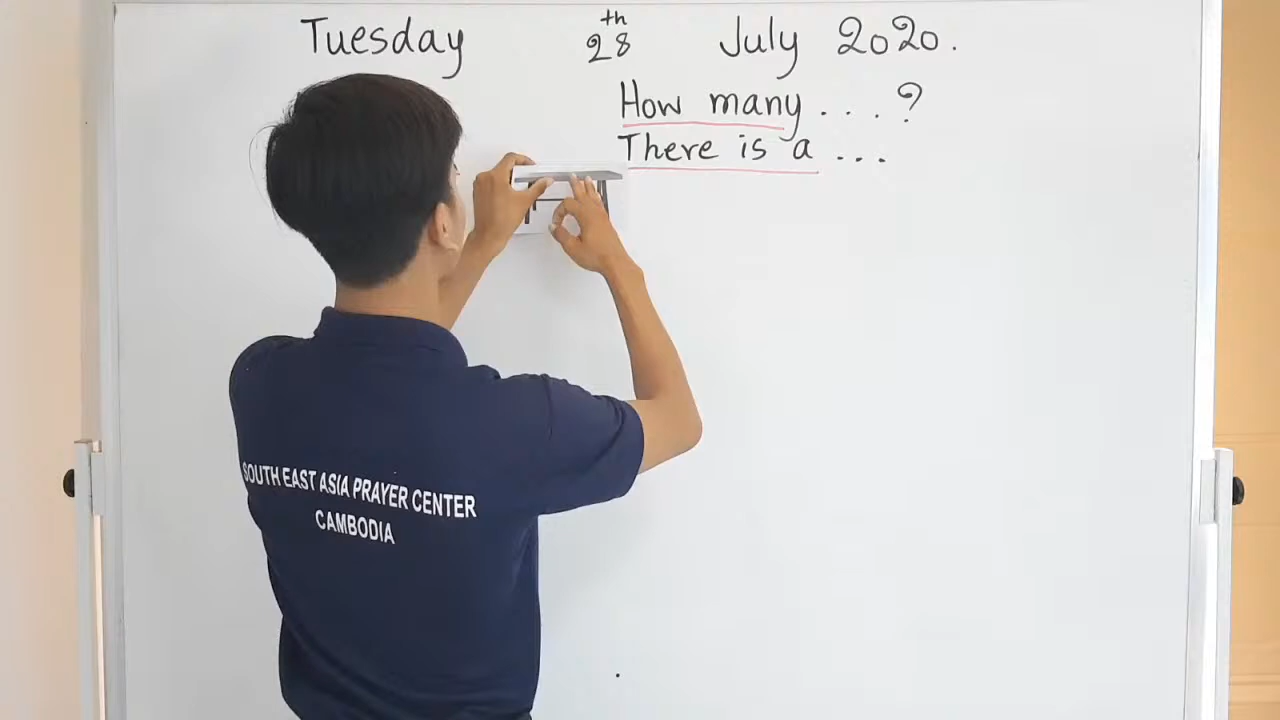 Tuesday 28th July 2020.
How many . . . . ?
There is a . . .
SOUTH EAST ASIA PRAYER CENTER
CAMBODIA